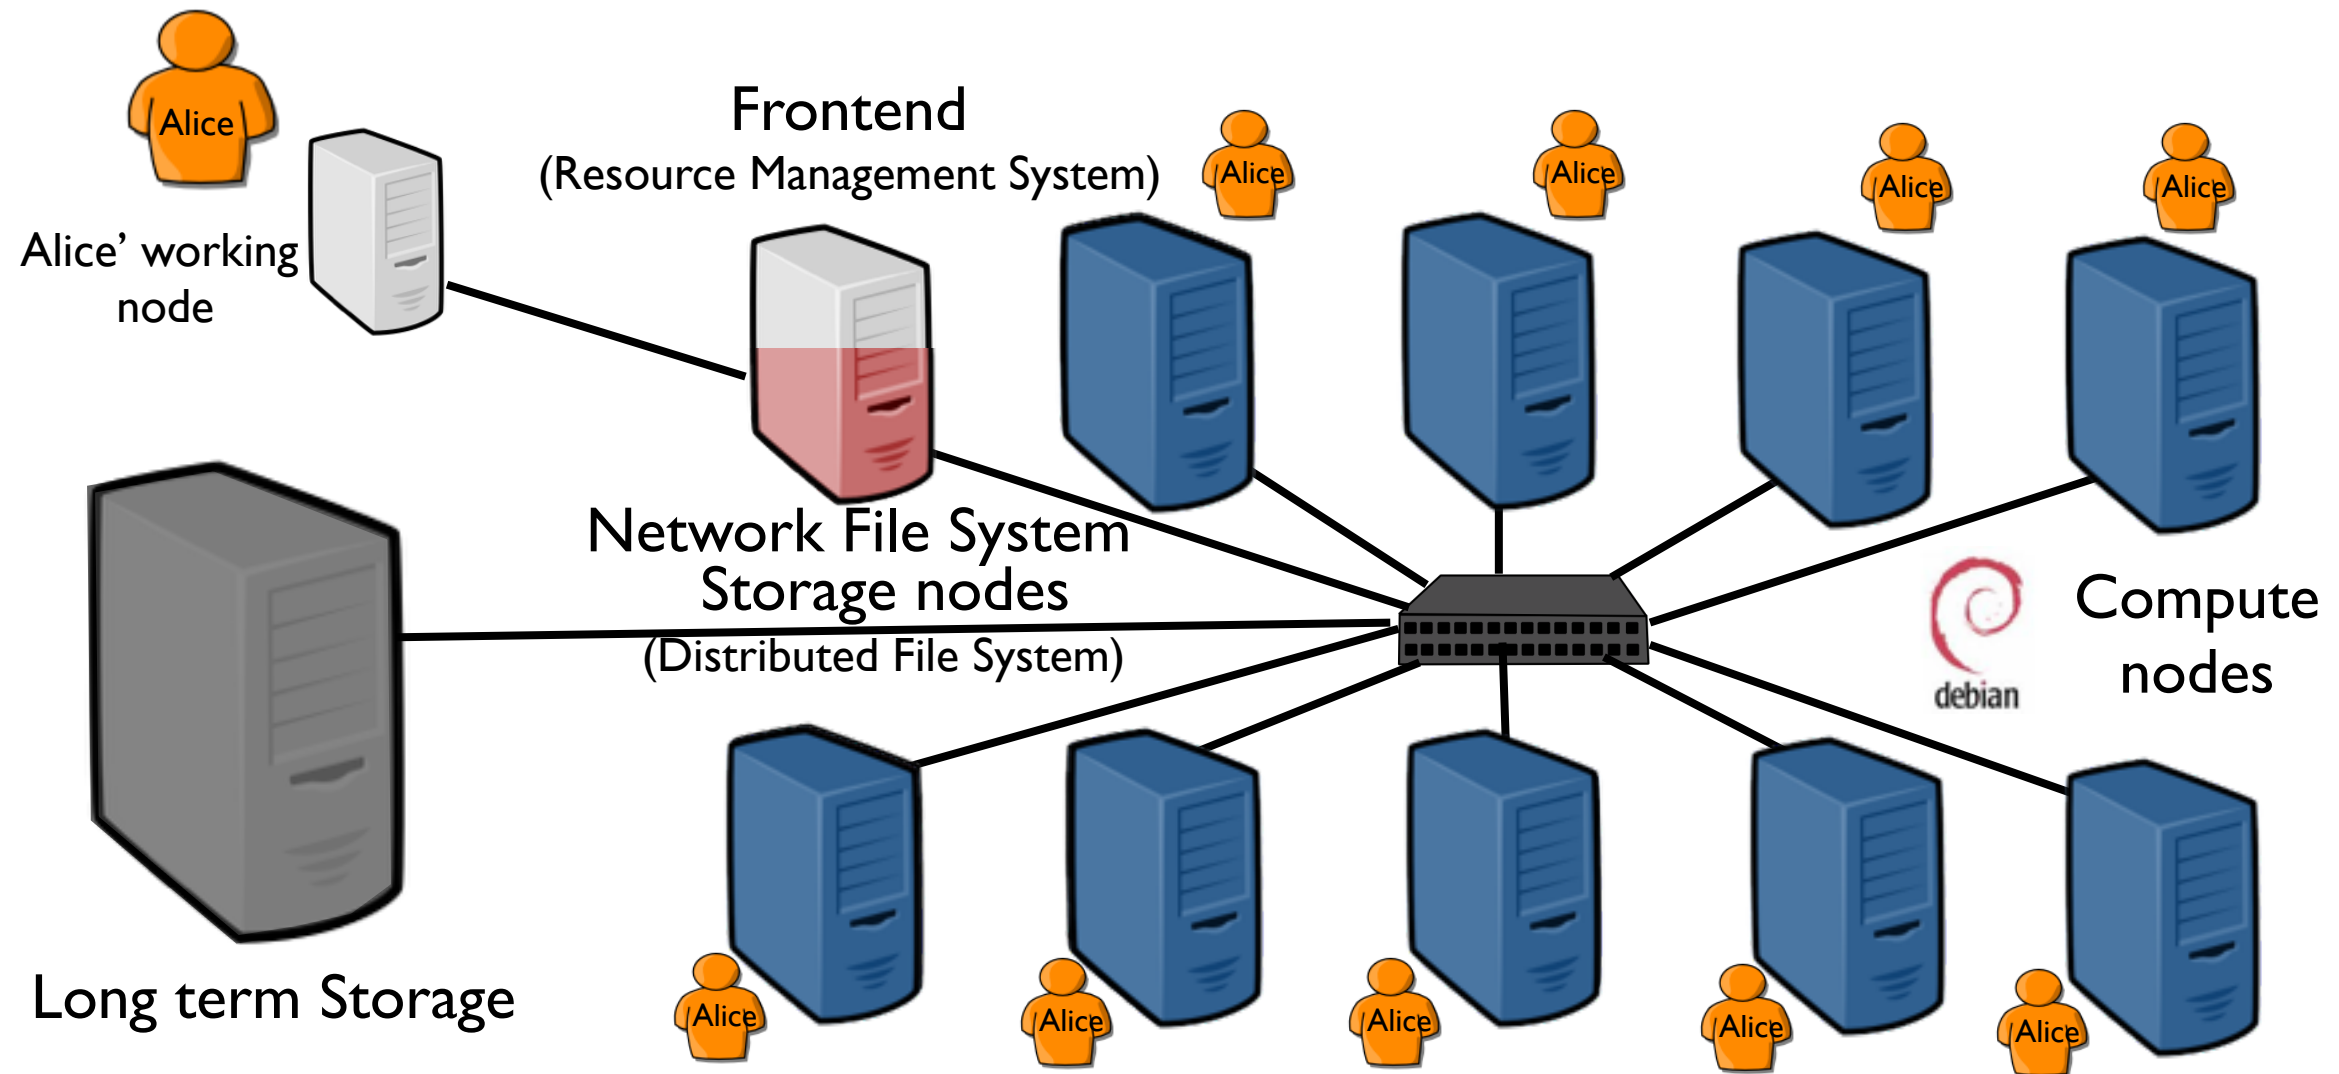 Alice
Alice' working
node
Frontend
(Resource Management System)
Alice
Alice
Alice
Alice
Network File System
Storage nodes
(Distributed File System)
debian
Compute
nodes
Long term Storage
Alice
Alice
Alice
Alice
Alice